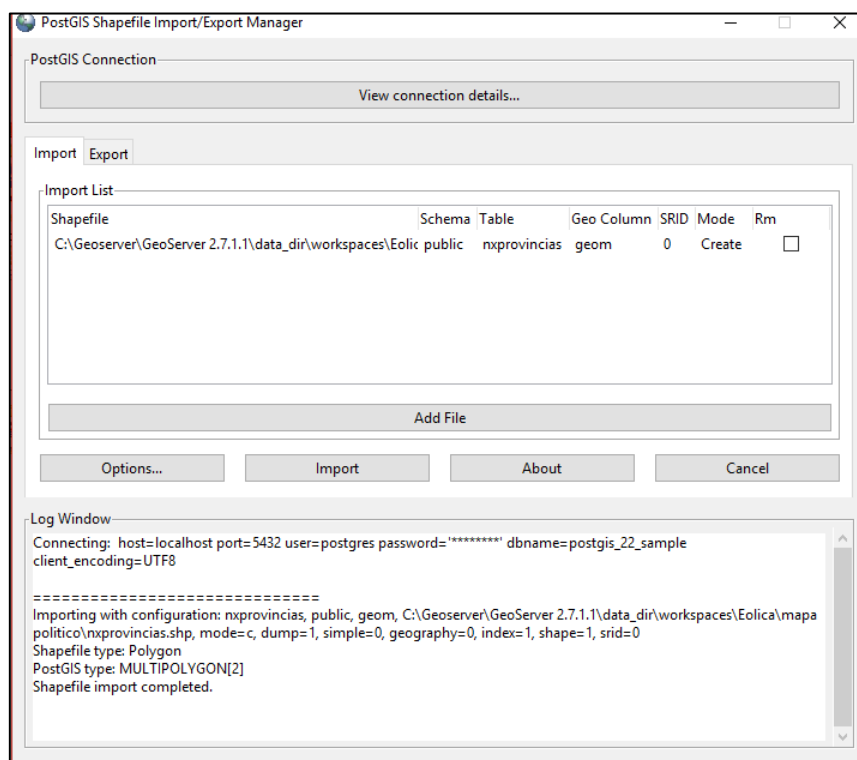 PostGIS Shapefile Import/Export Manager
PostGIS Connection
View connection details...
Import Export
Import List
Shapefile Schema Table Geo Column SRID Mode Rm
C:\Geoserver\GeoServer 2.7.1.1\data_dir\workspaces\Eolic public nxprovincias geom 0 Create
Add File
Options... Import About Cancel
Log Window
Connecting: host=localhost port=5432 user=postgres password='********' dbname=postgis_22_sample
client_encoding=UTF8
==============================
Importing with configuration: nxprovincias, public, geom, C:\Geoserver\GeoServer 2.7.1.1\data_dir\workspaces\Eolica\mapa
politico\nxprovincias.shp, mode=c, dump=1, simple=0, geography=0, index=1, shape=1, srid=0
Shapefile type: Polygon
PostGIS type: MULTIPOLYGON[2]
Shapefile import completed.